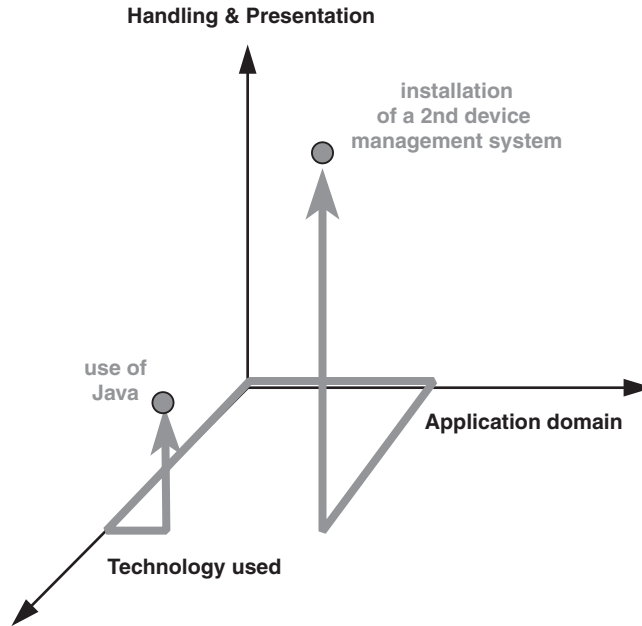 Handling & Presentation
installation
of a 2nd device
management system
use of
Java
Application domain
Technology used